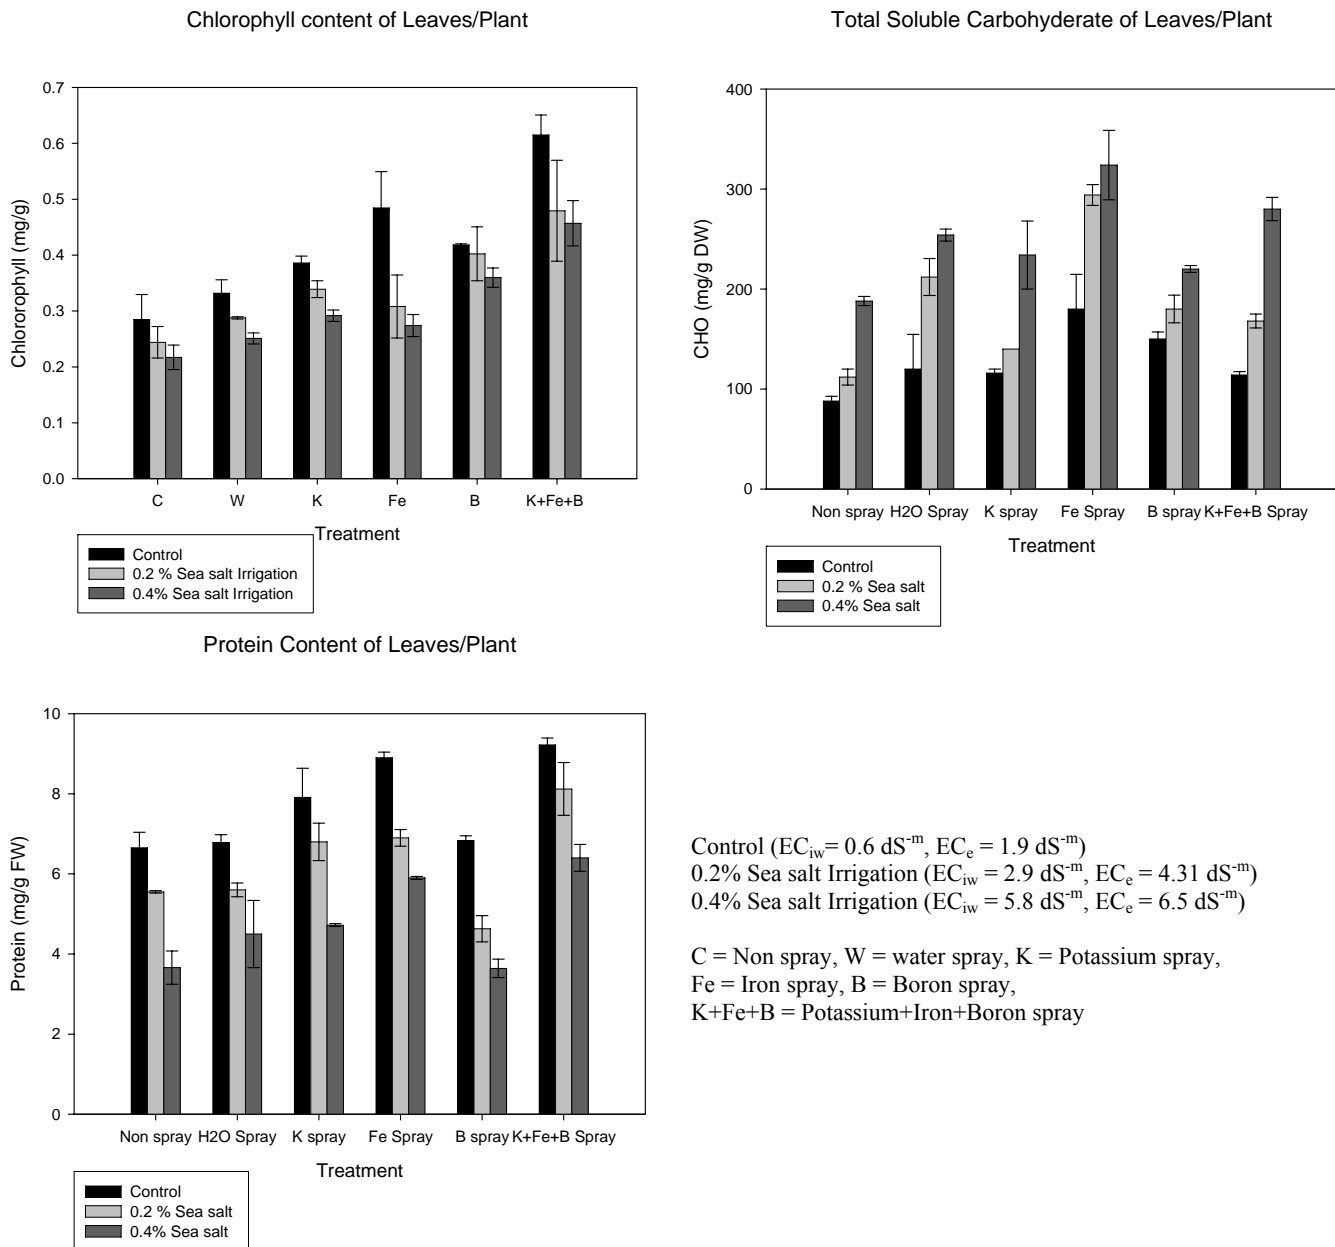 Chlorophyll content of Leaves/Plant
Chlororophyll (mg/g)
0.7
0.6
0.5
0.4
0.3
0.2
0.1
0.0
C W K Fe B K+Fe+B
Treatment
Control
0.2 % Sea salt Irrigation
0.4% Sea salt Irrigation
Total Soluble Carbohyderate of Leaves/Plant
CHO (mg/g DW)
400
300
200
100
0
Non spray H2O Spray K spray Fe Spray B spray K+Fe+B Spray
Treatment
Control
0.2 % Sea salt
0.4% Sea salt
Protein Content of Leaves/Plant
Protein (mg/g FW)
10
8
6
4
2
0
Non spray H2O Spray K spray Fe Spray B spray K+Fe+B Spray
Treatment
Control
0.2 % Sea salt
0.4% Sea salt
Control (ECiw= 0.6 dS-m, ECe = 1.9 dS-m)
0.2% Sea salt Irrigation (ECiw = 2.9 dS-m, ECe = 4.31 dS-m)
0.4% Sea salt Irrigation (ECiw = 5.8 dS-m, ECe = 6.5 dS-m)
C = Non spray, W = water spray, K = Potassium spray,
Fe = Iron spray, B = Boron spray,
K+Fe+B = Potassium+Iron+Boron spray